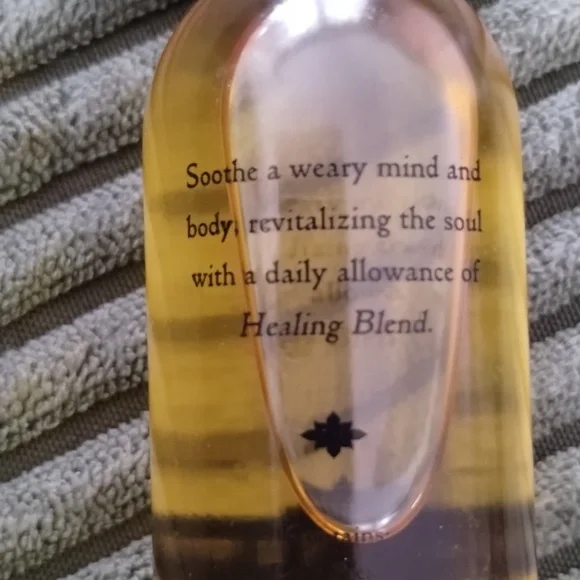 Soothe a weary mind and
body, revitalizing the soul
with a daily allowance of
Healing Blend.